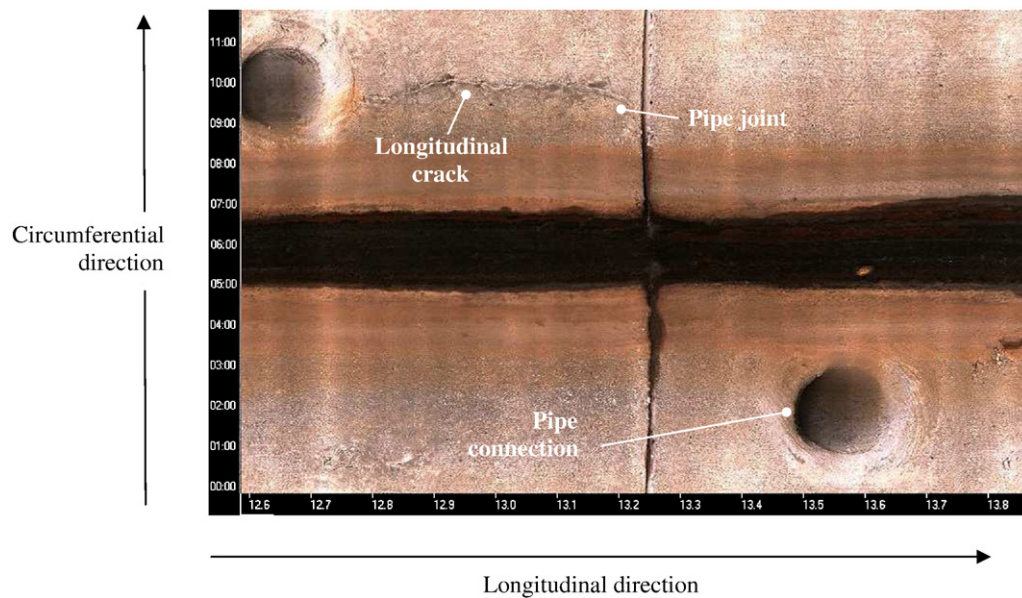 11:00
10:00
09:00
08:00
07:00
06:00
05:00
04:00
03:00
02:00
01:00
00:00
Circumferential
direction
Longitudinal
crack
Pipe joint
Pipe
connection
12.6 12.7 12.8 12.9 13.0 13.1 13.2 13.3 13.4 13.5 13.6 13.7 13.8
Longitudinal direction